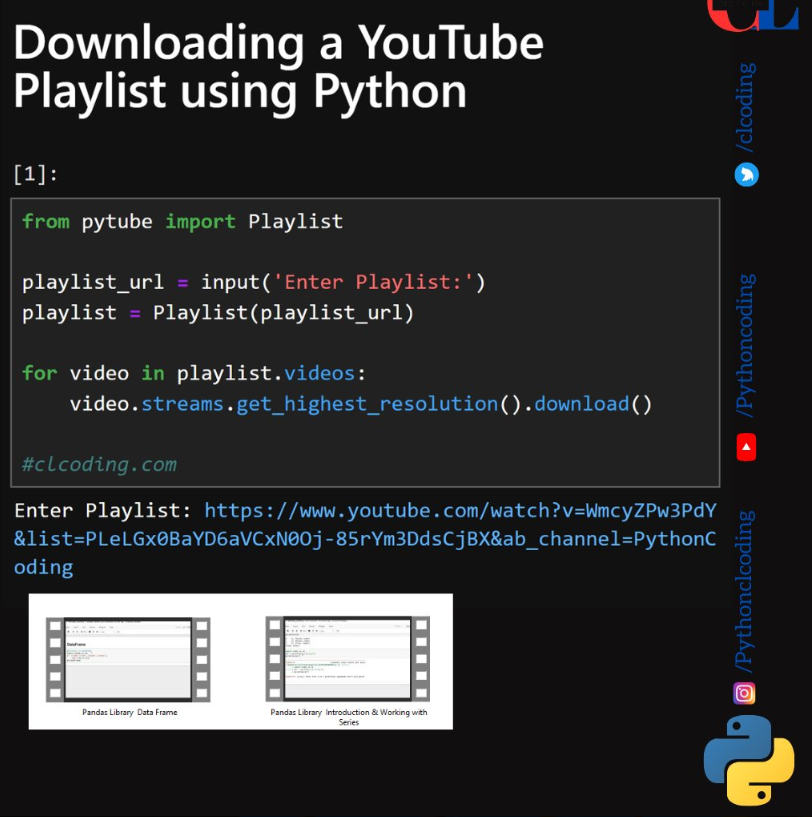 Downloading a YouTube
Playlist using Python
[1]:
from pytube import Playlist
playlist_url = input('Enter Playlist:')
playlist = Playlist(playlist_url)
for video in playlist.videos:
    video.streams.get_highest_resolution().download()
#clcoding.com
Enter Playlist: https://www.youtube.com/watch?v=WmcyZPw3PdY
&list=PLeLGx0BaYD6aVCxN0Oj-85rYm3DdsCjBX&ab_channel=PythonC
oding
Pandas Library Data Frame
Pandas Library Introduction & Working with
Series
CL
/clcoding
/Pythoncoding
/Pythonclcoding